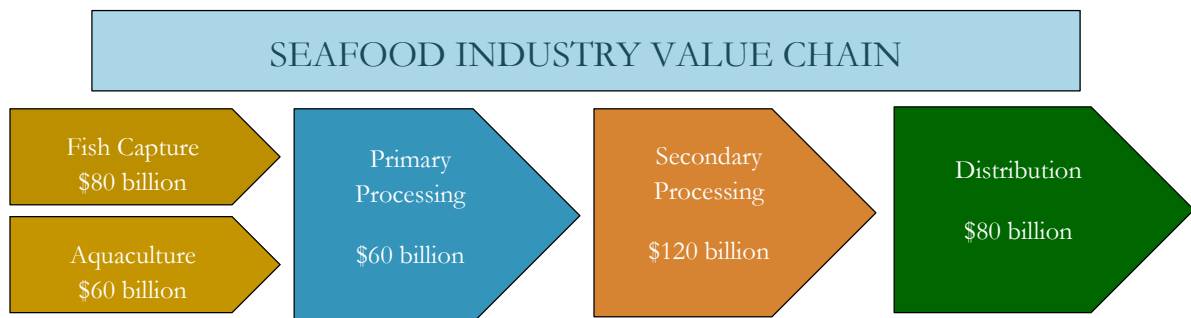 SEAFOOD INDUSTRY VALUE CHAIN
Fish Capture
$80 billion
Aquaculture
$60 billion
Primary
Processing
$60 billion
Secondary
Processing
$120 billion
Distribution
$80 billion